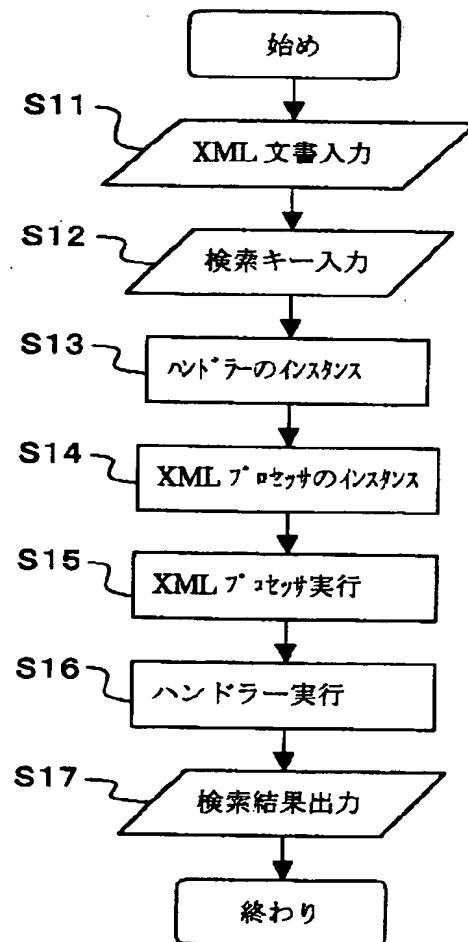 始め
S11
XML 文書入力
S12
検索キー入力
S13
ハンドラーのインスタンス
S14
XML プロセッサのインスタンス
S15
XML プロセッサ実行
S16
ハンドラー実行
S17
検索結果出力
終わり